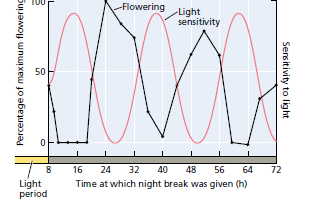 100
50
0
Percentage of maximum flowering
Flowering
Light
sensitivity
Sensitivity to light
8 16 24 32 40 48 56 64 72
Light
period
Time at which night break was given (h)